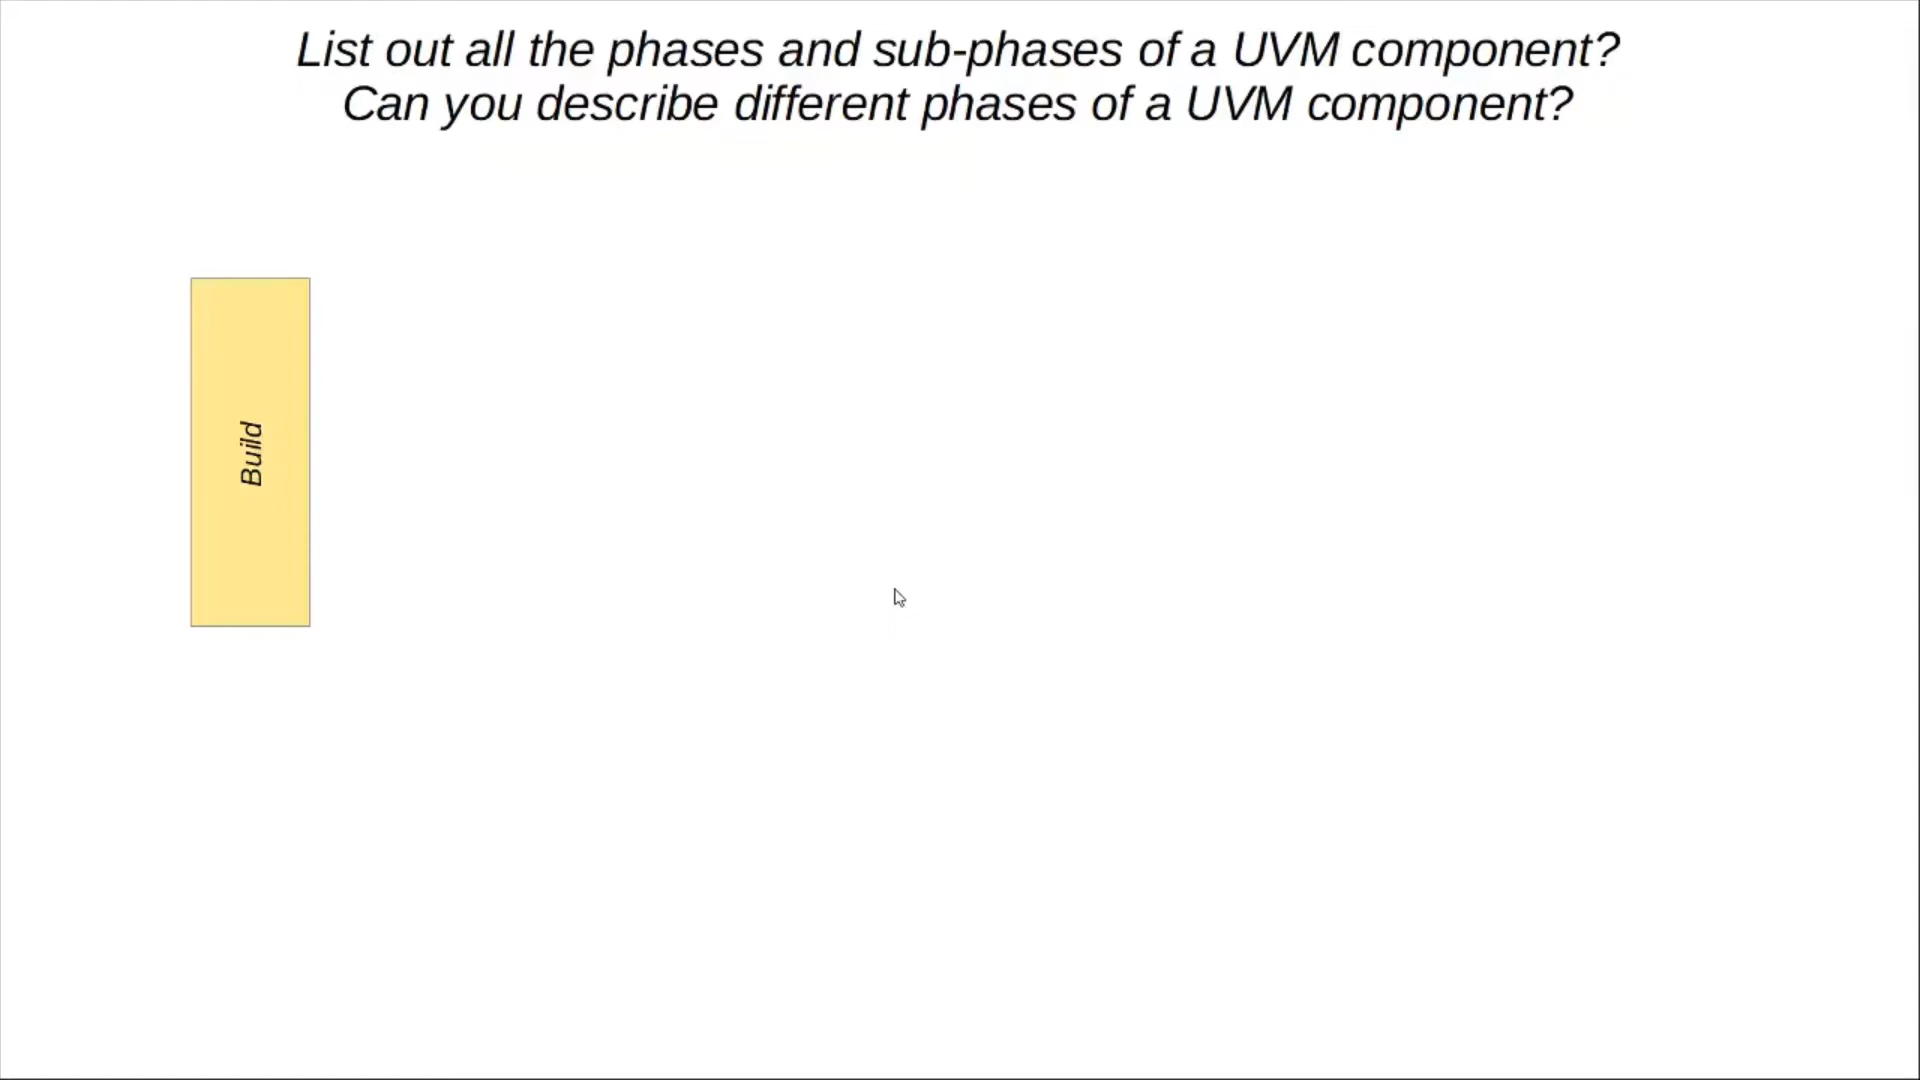 List out all the phases and sub-phases of a UVM component?
Can you describe different phases of a UVM component?
Build